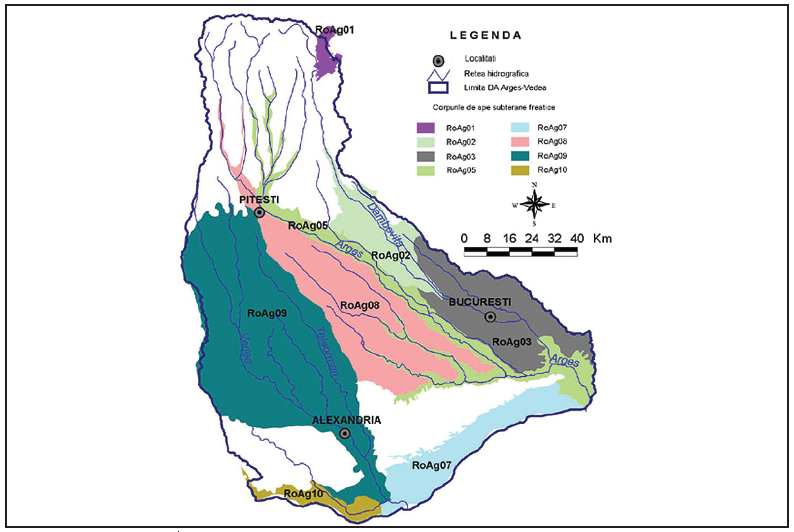 RoAg01
LEGENDA
Localitati
Retea hidrografica
Limita DA Arges-Vedea
Corpurile de ape subterane freatice
RoAg01
RoAg07
RoAg02
RoAg08
RoAg03
RoAg09
RoAg05
RoAg10
N
W E
S
0 8 16 24 32 40 Km
PITESTI
RoAg05
Dambovita
Arges
RoAg02
BUCURESTI
RoAg08
RoAg09
RoAg03
Vedea
Teleorman
Arges
ALEXANDRIA
RoAg07
RoAg10